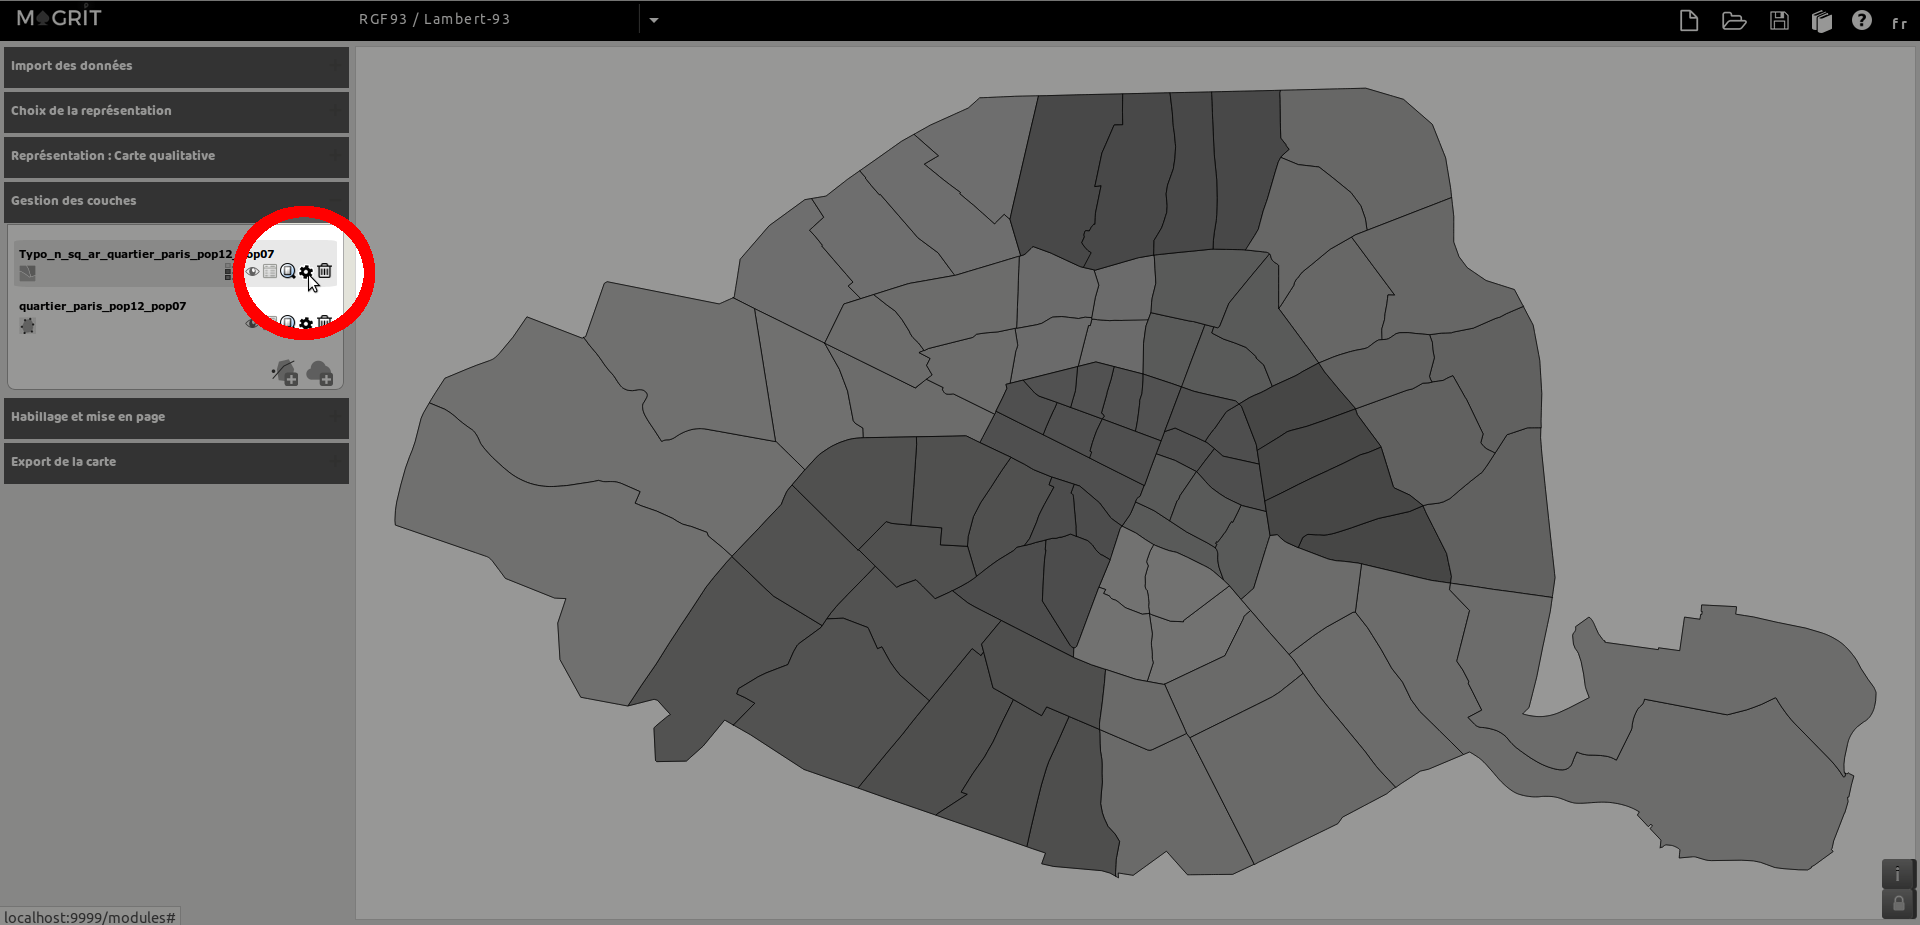 MAGRIT
RGF93 / Lambert-93
fr
Import des données
Choix de la représentation
Représentation : Carte qualitative
Gestion des couches
Typo_n_sq_ar_quartier_paris_pop12_pop07
quartier_paris_pop12_pop07
Habillage et mise en page
Export de la carte
i
localhost:9999/modules#